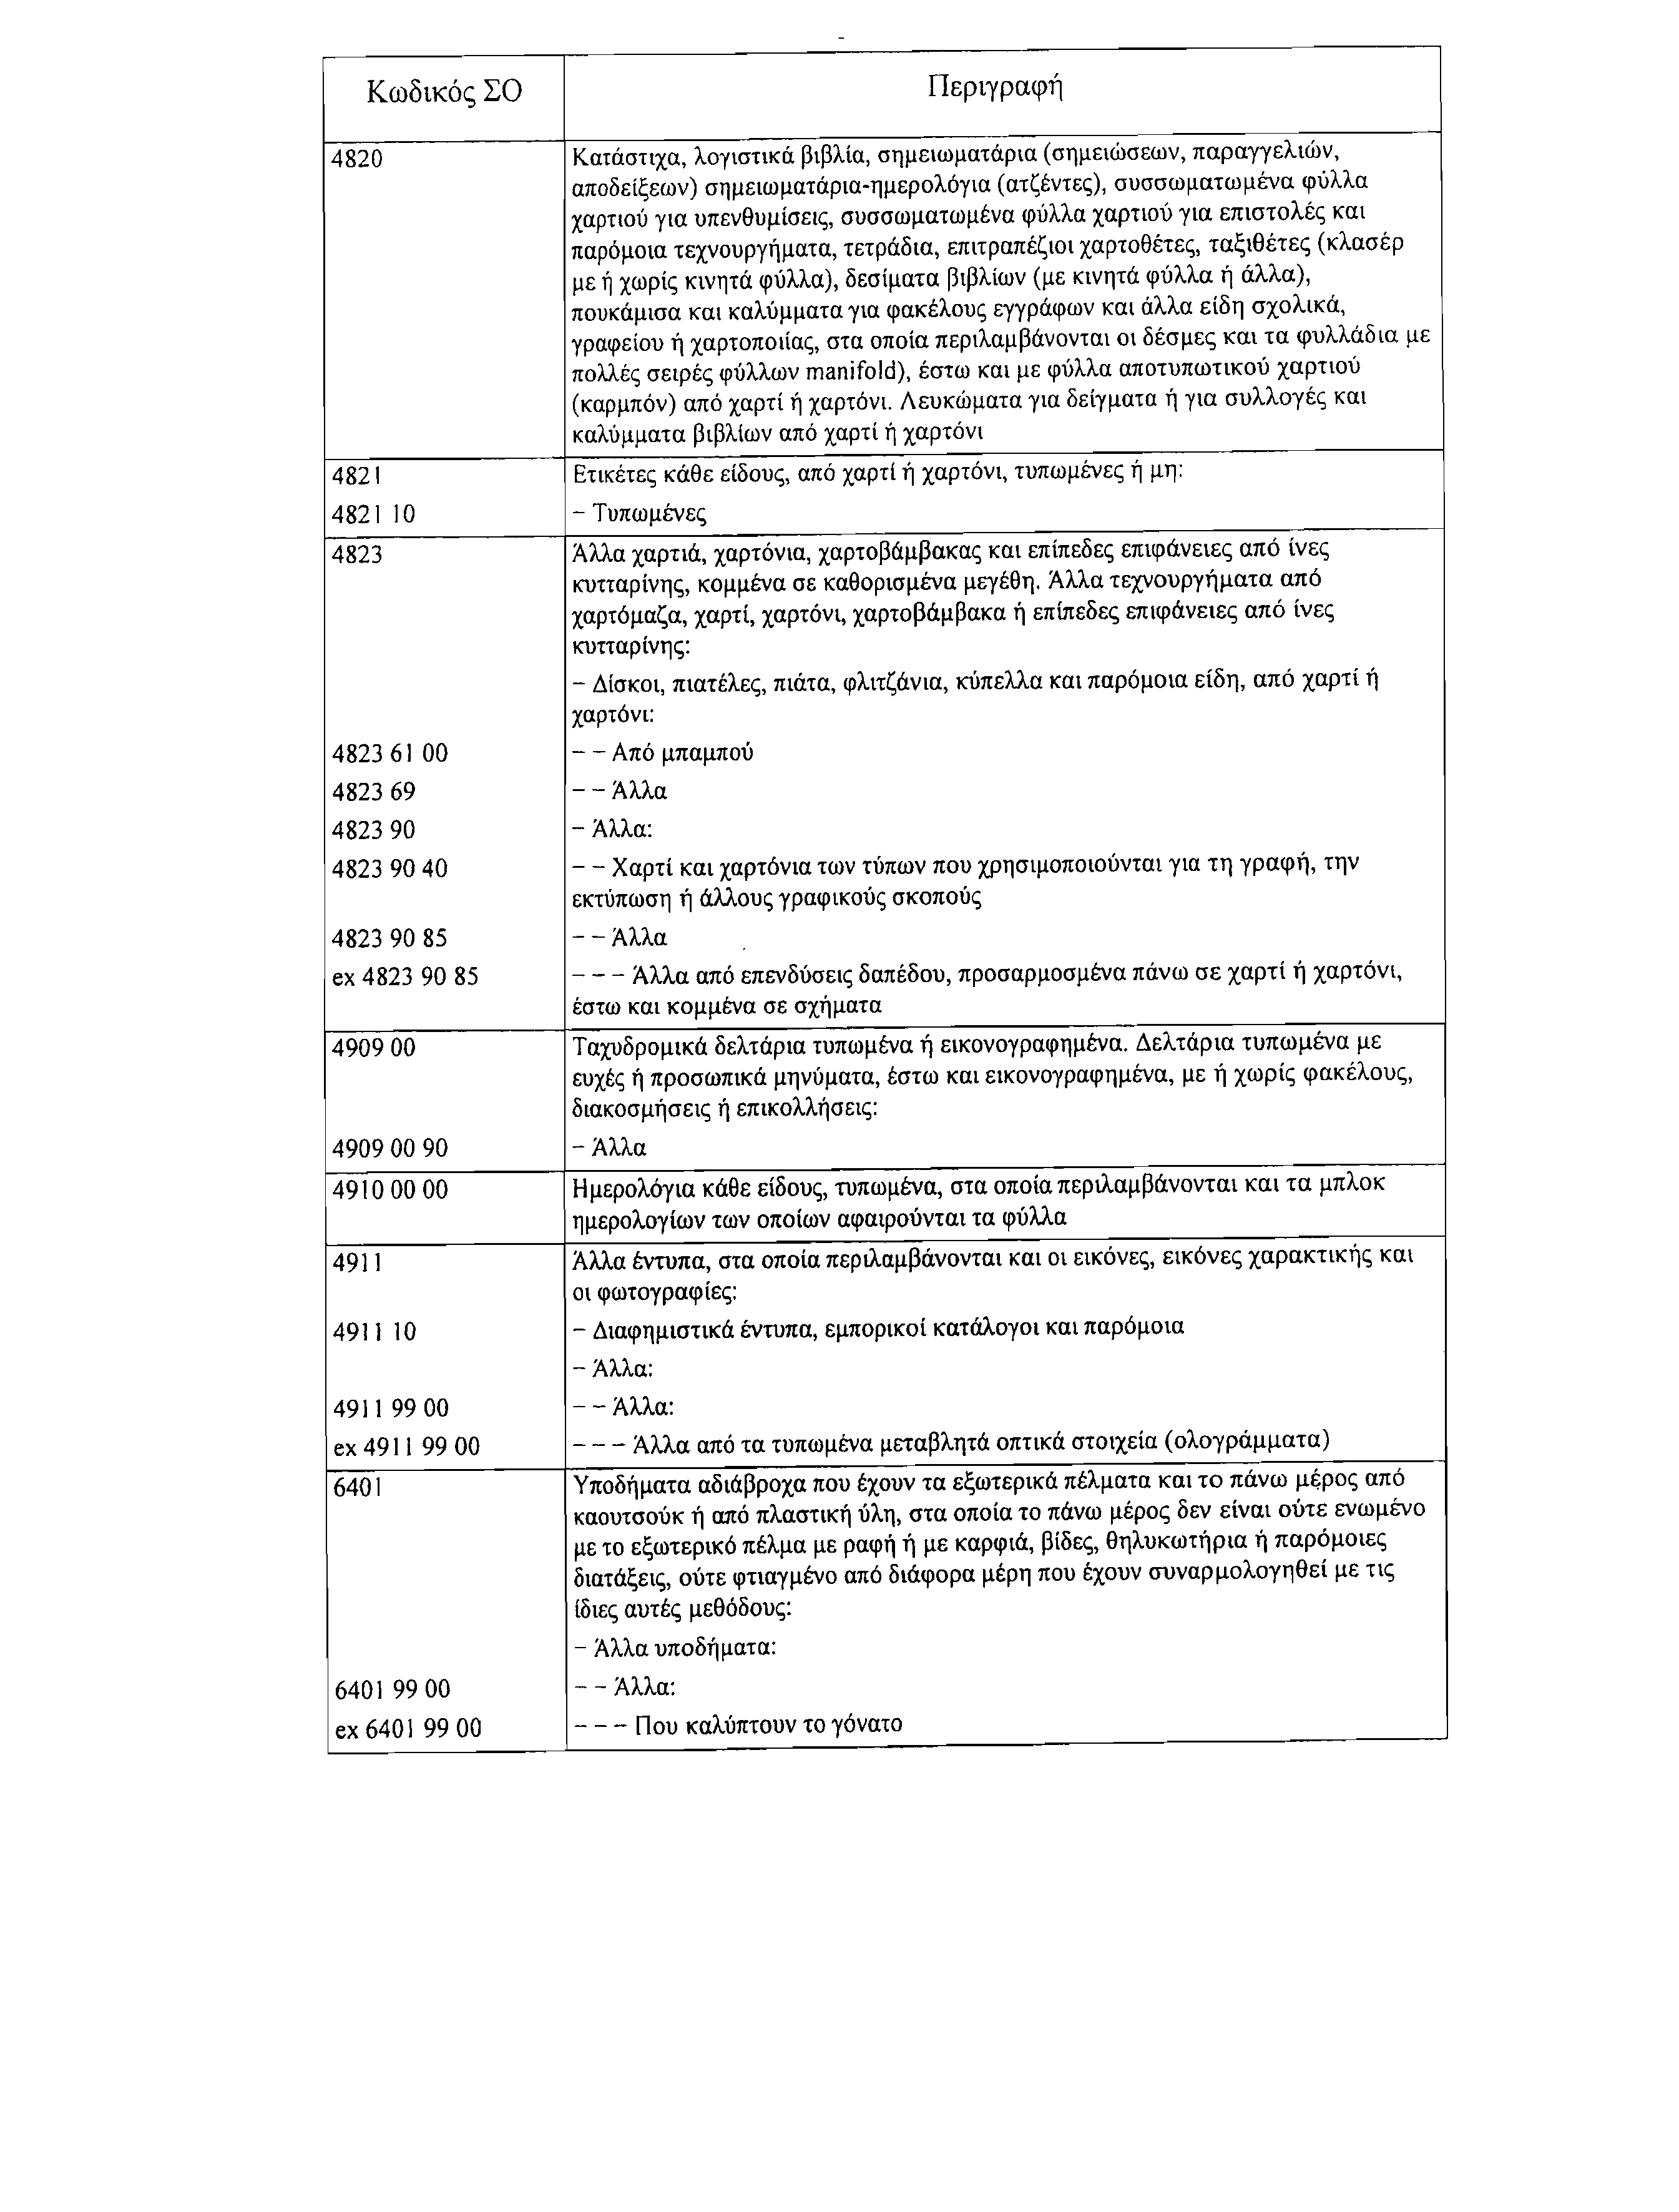 Κωδικός ΣΟ Περιγραφή
4820 Κατάστιχα, λογιστικά βιβλία, σημειωματάρια (σημειώσεων, παραγγελιών,
αποδείξεων) σημειωματάρια-ημερολόγια (ατζέντες), συσσωματωμένα φύλλα
χαρτιού για υπενθυμίσεις, συσσωματωμένα φύλλα χαρτιού για επιστολές και
παρόμοια τεχνουργήματα, τετράδια, επιτραπέζιοι χαρτοθέτες, ταξιθέτες (κλασέρ
με ή χωρίς κινητά φύλλα), δεσίματα βιβλίων (με κινητά φύλλα ή άλλα),
πουκάμισα και καλύμματα για φακέλους εγγράφων και άλλα είδη σχολικά,
γραφείου ή χαρτοποιίας, στα οποία περιλαμβάνονται οι δέσμες και τα φυλλάδια με
πολλές σειρές φύλλων manifold), έστω και με φύλλα αποτυπωτικού χαρτιού
(καρμπόν) από χαρτί ή χαρτόνι. Λευκώματα για δείγματα ή για συλλογές και
καλύμματα βιβλίων από χαρτί ή χαρτόνι
4821 Ετικέτες κάθε είδους, από χαρτί ή χαρτόνι, τυπωμένες ή μη:
4821 10 – Τυπωμένες
4823 Άλλα χαρτιά, χαρτόνια, χαρτοβάμβακας και επίπεδες επιφάνειες από ίνες
κυτταρίνης, κομμένα σε καθορισμένα μεγέθη. Άλλα τεχνουργήματα από
χαρτόμαζα, χαρτί, χαρτόνι, χαρτοβάμβακα ή επίπεδες επιφάνειες από ίνες
κυτταρίνης:
– Δίσκοι, πιατέλες, πιάτα, φλιτζάνια, κύπελλα και παρόμοια είδη, από χαρτί ή
χαρτόνι:
4823 61 00 – – Από μπαμπού
4823 69 – – Άλλα
4823 90 – Άλλα:
4823 90 40 – – Χαρτί και χαρτόνια των τύπων που χρησιμοποιούνται για τη γραφή, την
εκτύπωση ή άλλους γραφικούς σκοπούς
4823 90 85 – – Άλλα
ex 4823 90 85 – – – Άλλα από επενδύσεις δαπέδου, προσαρμοσμένα πάνω σε χαρτί ή χαρτόνι,
έστω και κομμένα σε σχήματα
4909 00 Ταχυδρομικά δελτάρια τυπωμένα ή εικονογραφημένα. Δελτάρια τυπωμένα με
ευχές ή προσωπικά μηνύματα, έστω και εικονογραφημένα, με ή χωρίς φακέλους,
διακοσμήσεις ή επικολλήσεις:
4909 00 90 – Άλλα
4910 00 00 Ημερολόγια κάθε είδους, τυπωμένα, στα οποία περιλαμβάνονται και τα μπλοκ
ημερολογίων των οποίων αφαιρούνται τα φύλλα
4911 Άλλα έντυπα, στα οποία περιλαμβάνονται και οι εικόνες, εικόνες χαρακτικής και
οι φωτογραφίες:
4911 10 – Διαφημιστικά έντυπα, εμπορικοί κατάλογοι και παρόμοια
– Άλλα:
4911 99 00 – – Άλλα:
ex 4911 99 00 – – – Άλλα από τα τυπωμένα μεταβλητά οπτικά στοιχεία (ολογράμματα)
6401 Υποδήματα αδιάβροχα που έχουν τα εξωτερικά πέλματα και το πάνω μέρος από
καουτσούκ ή από πλαστική ύλη, στα οποία το πάνω μέρος δεν είναι ούτε ενωμένο
με το εξωτερικό πέλμα με ραφή ή με καρφιά, βίδες, θηλυκωτήρια ή παρόμοιες
διατάξεις, ούτε φτιαγμένο από διάφορα μέρη που έχουν συναρμολογηθεί με τις
ίδιες αυτές μεθόδους:
– Άλλα υποδήματα:
6401 99 00 – – Άλλα:
ex 6401 99 00 – – – Που καλύπτουν το γόνατο